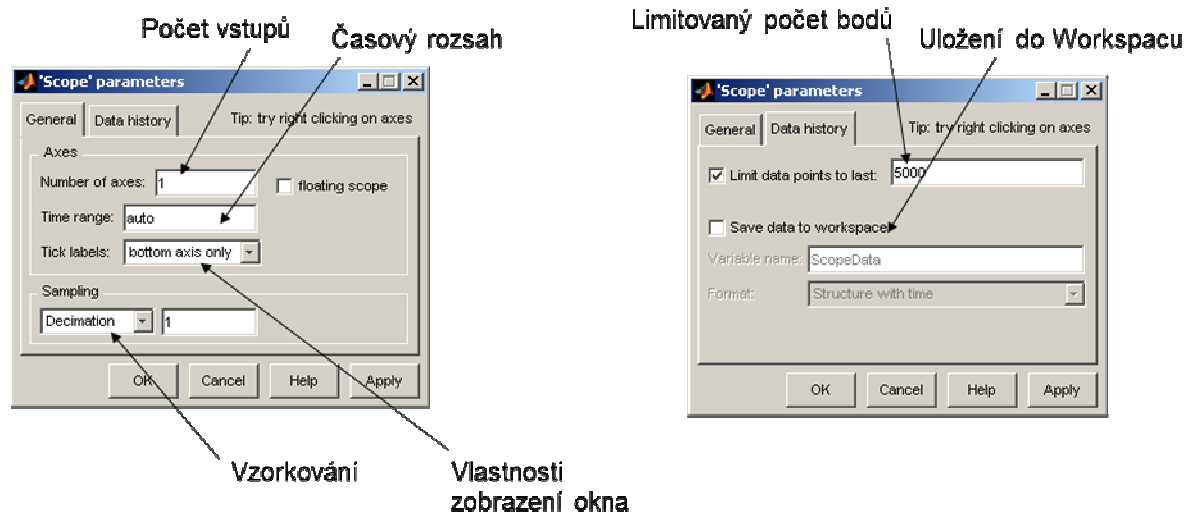 Počet vstupů
Časový rozsah
'Scope' parameters
General
Data history
Tip: try right clicking on axes
Axes
Number of axes: 1
floating scope
Time range: auto
Tick labels: bottom axis only
Sampling
Decimation 1
OK Cancel Help Apply
Vzorkování
Vlastnosti
zobrazení okna
Limitovaný počet bodů
Uložení do Workspacu
'Scope' parameters
General
Data history
Tip: try right clicking on axes
Limit data points to last: 5000
Save data to workspace
Variable name: ScopeData
Format: Structure with time
OK Cancel Help Apply